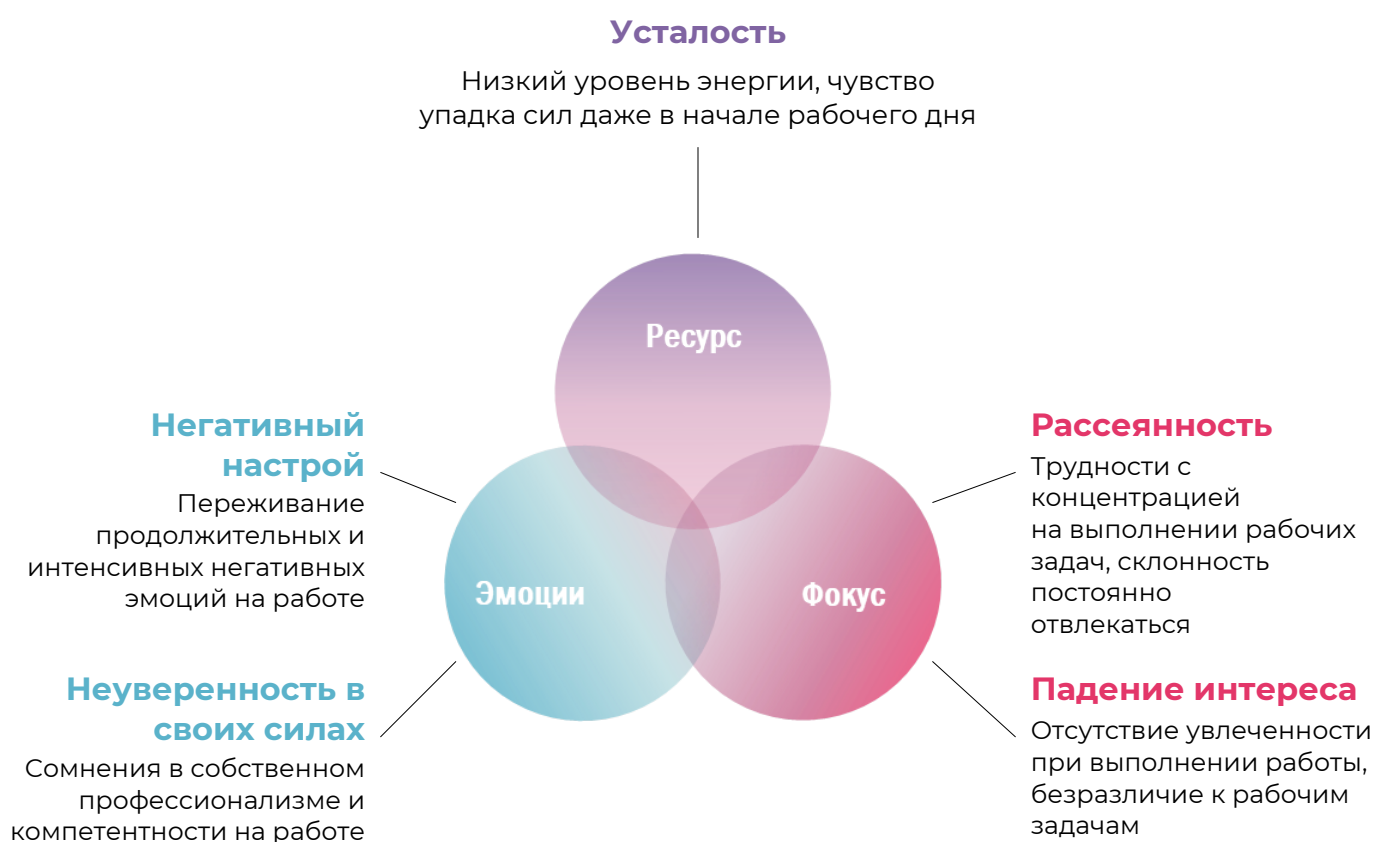 Усталость
Низкий уровень энергии, чувство
упадка сил даже в начале рабочего дня
Ресурс
Негативный
настрой
Переживание
продолжительных и
интенсивных негативных
эмоций на работе
Эмоции
Фокус
Рассеянность
Трудности с
концентрацией
на выполнении рабочих
задач, склонность
постоянно
отвлекаться
Неуверенность в
своих силах
Сомнения в собственном
профессионализме и
компетентности на работе
Падение интереса
Отсутствие увлеченности
при выполнении работы,
безразличие к рабочим
задачам